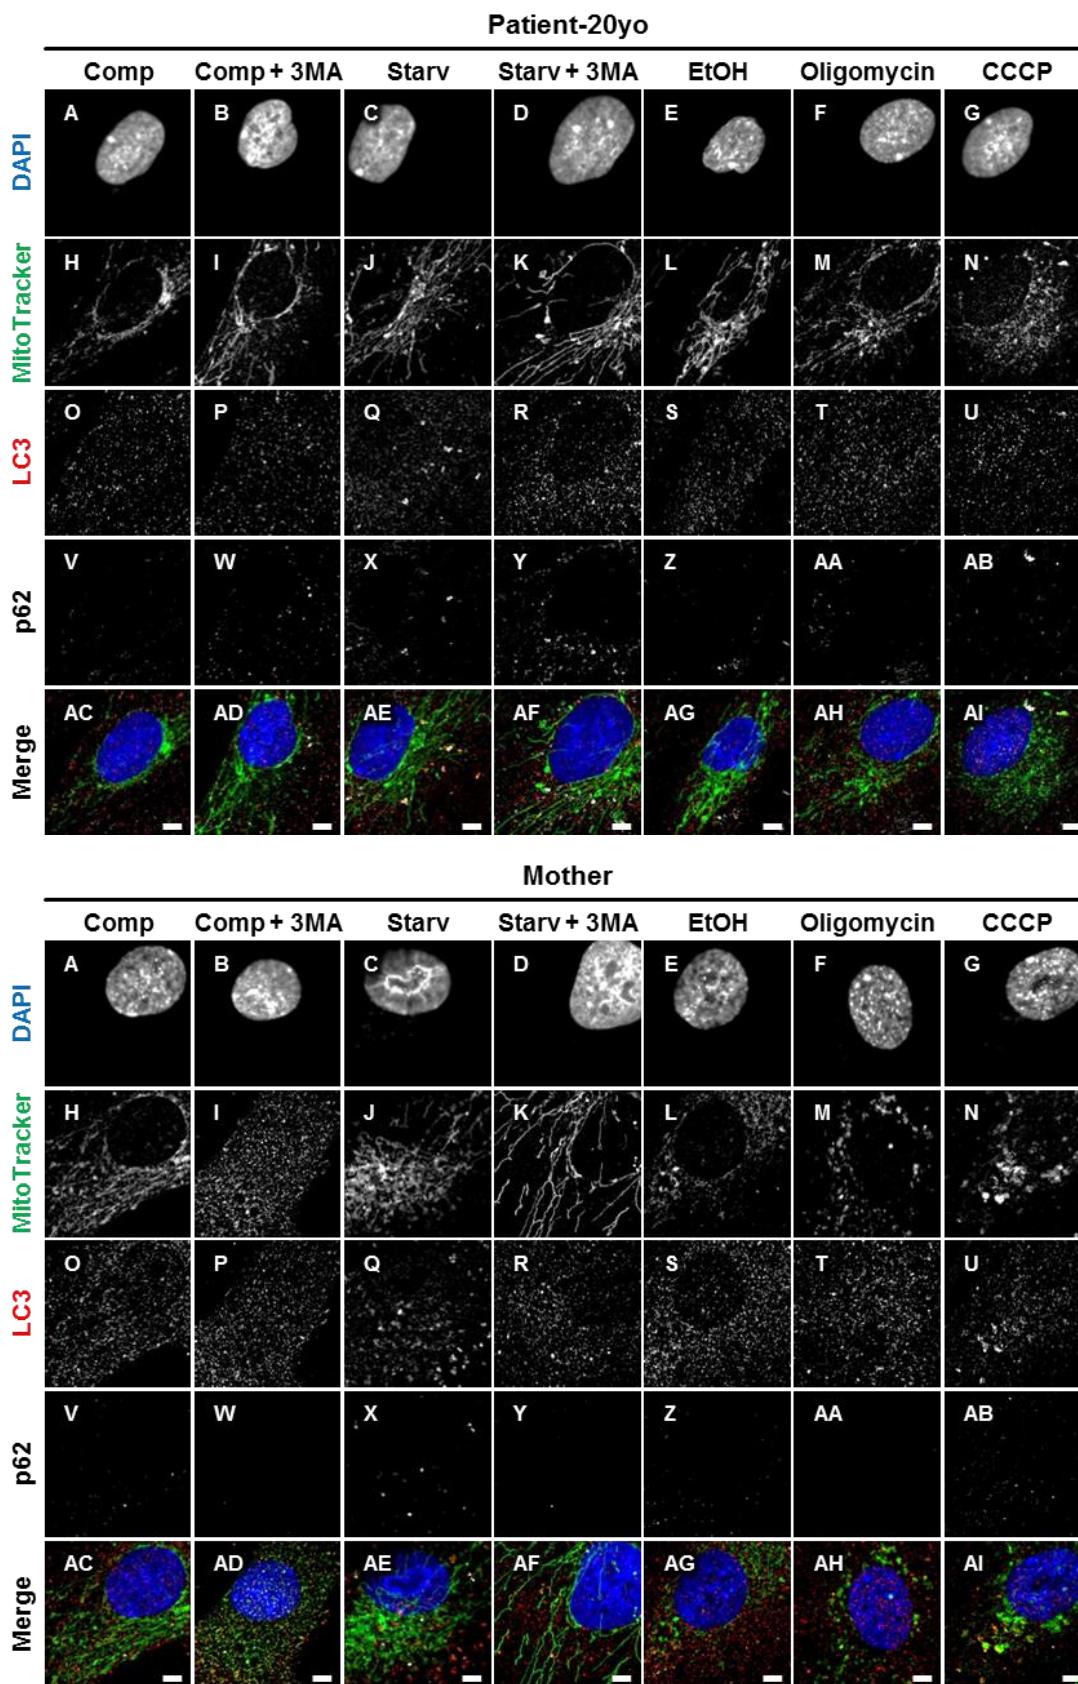 Patient-20yo
Comp Comp + 3MA Starv Starv + 3MA EtOH Oligomycin CCCP
DAPI A B C D E F G
MitoTracker H I J K L M N
LC3 O P Q R S T U
p62 V W X Y Z AA AB
Merge AC AD AE AF AG AH AI
Mother
Comp Comp + 3MA Starv Starv + 3MA EtOH Oligomycin CCCP
DAPI A B C D E F G
MitoTracker H I J K L M N
LC3 O P Q R S T U
p62 V W X Y Z AA AB
Merge AC AD AE AF AG AH AI